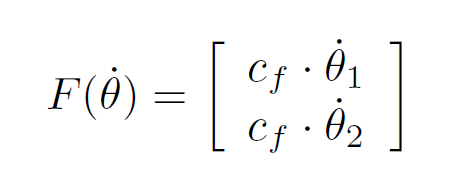 F(θ̇) = [ c_f · θ̇_1
c_f · θ̇_2 ]